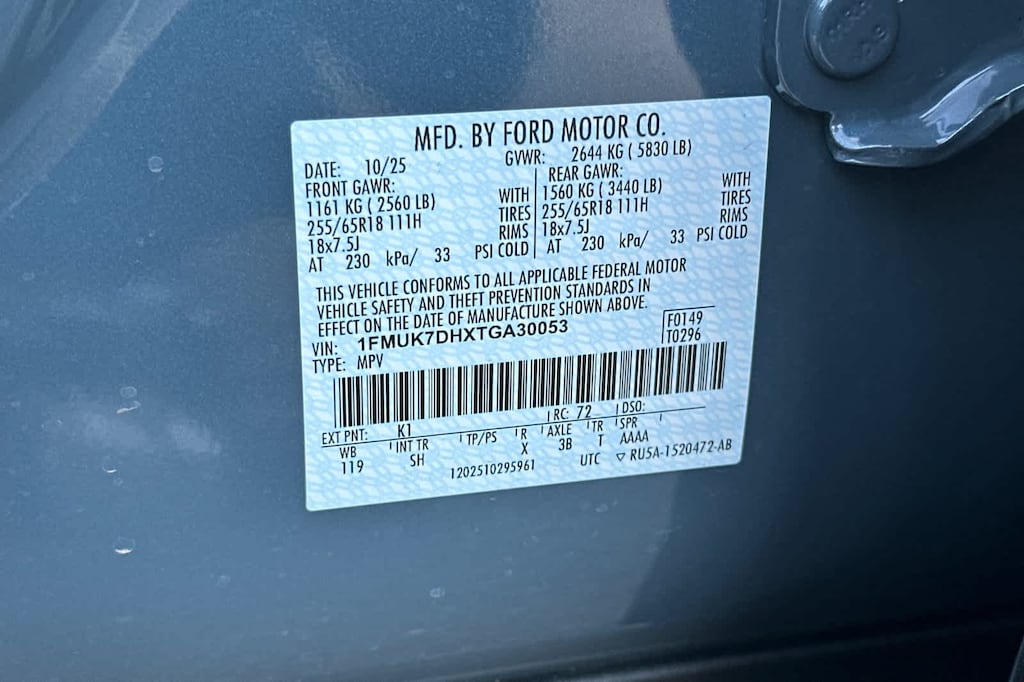 MFD. BY FORD MOTOR CO.
DATE: 10/25 GVWR: 2644 KG ( 5830 LB)
FRONT GAWR: REAR GAWR:
1161 KG ( 2560 LB) WITH 1560 KG ( 3440 LB) WITH
255/65R18 111H TIRES 255/65R18 111H TIRES
18x7.5J RIMS 18x7.5J RIMS
AT 230 kPa/ 33 PSI COLD AT 230 kPa/ 33 PSI COLD
THIS VEHICLE CONFORMS TO ALL APPLICABLE FEDERAL MOTOR
VEHICLE SAFETY AND THEFT PREVENTION STANDARDS IN
EFFECT ON THE DATE OF MANUFACTURE SHOWN ABOVE.
VIN: 1FMUK7DHXTGA30053 F0149
TYPE: MPV T0296
EXT PNT: K1 RC: 72 DSO:
WB INT TR TP/PS R AXLE TR SPR
119 SH X 3B T AAAA
1202510295961 UTC ▽ RU5A-1520472-AB